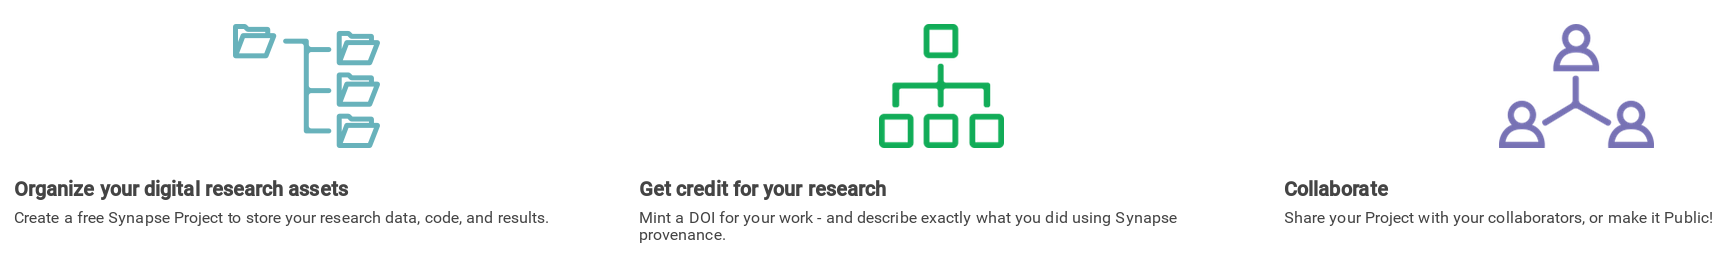 Organize your digital research assets
Create a free Synapse Project to store your research data, code, and results.
Get credit for your research
Mint a DOI for your work - and describe exactly what you did using Synapse
provenance.
Collaborate
Share your Project with your collaborators, or make it Public!